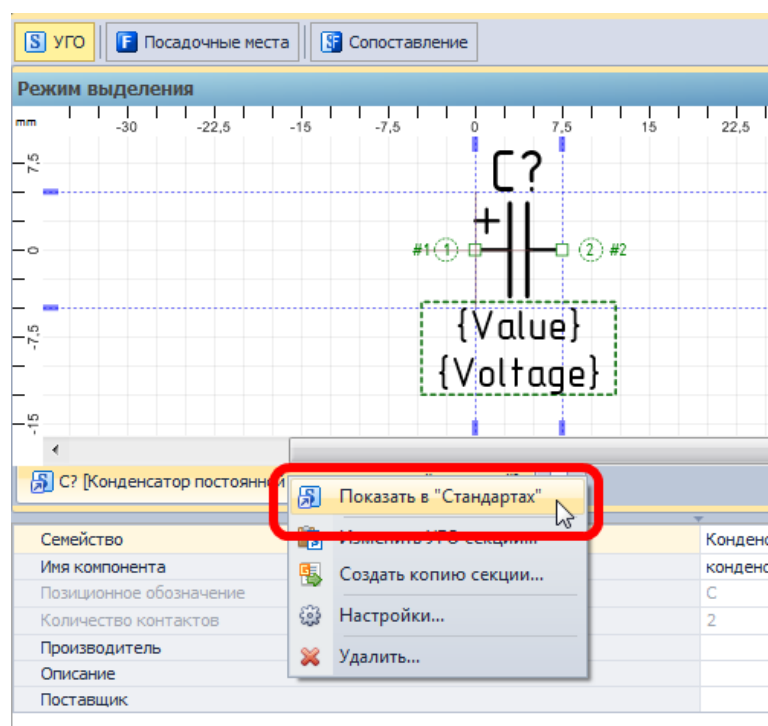 S УГО F Посадочные места SF Сопоставление
Режим выделения
mm -30 -22,5 -15 -7,5 0 7,5 15 22,5
7,5
C?
+
0 #1 1 2 #2
-7,5
{Value}
{Voltage}
-15
C? [Конденсатор постоянной
Показать в "Стандартах"
Изменить УГО секции...
Создать копию секции...
Настройки...
Удалить...
Семейство Конденс
Имя компонента конденс
Позиционное обозначение C
Количество контактов 2
Производитель
Описание
Поставщик